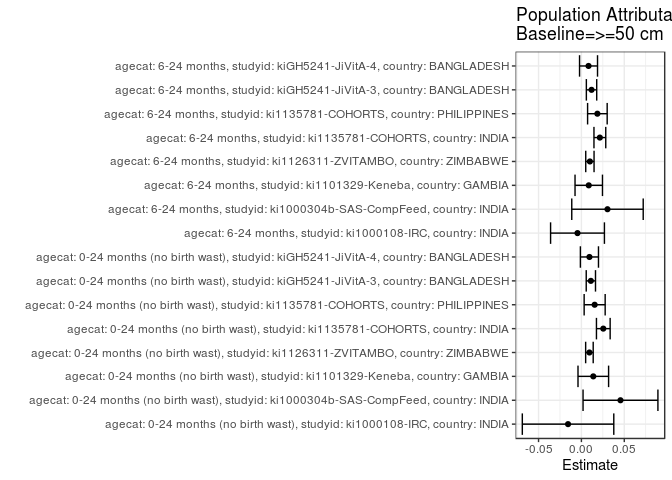 Population Attributa
Baseline=>=50 cm
agecat: 6-24 months, studyid: kiGH5241-JiVitA-4, country: BANGLADESH
agecat: 6-24 months, studyid: kiGH5241-JiVitA-3, country: BANGLADESH
agecat: 6-24 months, studyid: ki1135781-COHORTS, country: PHILIPPINES
agecat: 6-24 months, studyid: ki1135781-COHORTS, country: INDIA
agecat: 6-24 months, studyid: ki1126311-ZVITAMBO, country: ZIMBABWE
agecat: 6-24 months, studyid: ki1101329-Keneba, country: GAMBIA
agecat: 6-24 months, studyid: ki1000304b-SAS-CompFeed, country: INDIA
agecat: 6-24 months, studyid: ki1000108-IRC, country: INDIA
agecat: 0-24 months (no birth wast), studyid: kiGH5241-JiVitA-4, country: BANGLADESH
agecat: 0-24 months (no birth wast), studyid: kiGH5241-JiVitA-3, country: BANGLADESH
agecat: 0-24 months (no birth wast), studyid: ki1135781-COHORTS, country: PHILIPPINES
agecat: 0-24 months (no birth wast), studyid: ki1135781-COHORTS, country: INDIA
agecat: 0-24 months (no birth wast), studyid: ki1126311-ZVITAMBO, country: ZIMBABWE
agecat: 0-24 months (no birth wast), studyid: ki1101329-Keneba, country: GAMBIA
agecat: 0-24 months (no birth wast), studyid: ki1000304b-SAS-CompFeed, country: INDIA
agecat: 0-24 months (no birth wast), studyid: ki1000108-IRC, country: INDIA
-0.05 0.00 0.05
Estimate